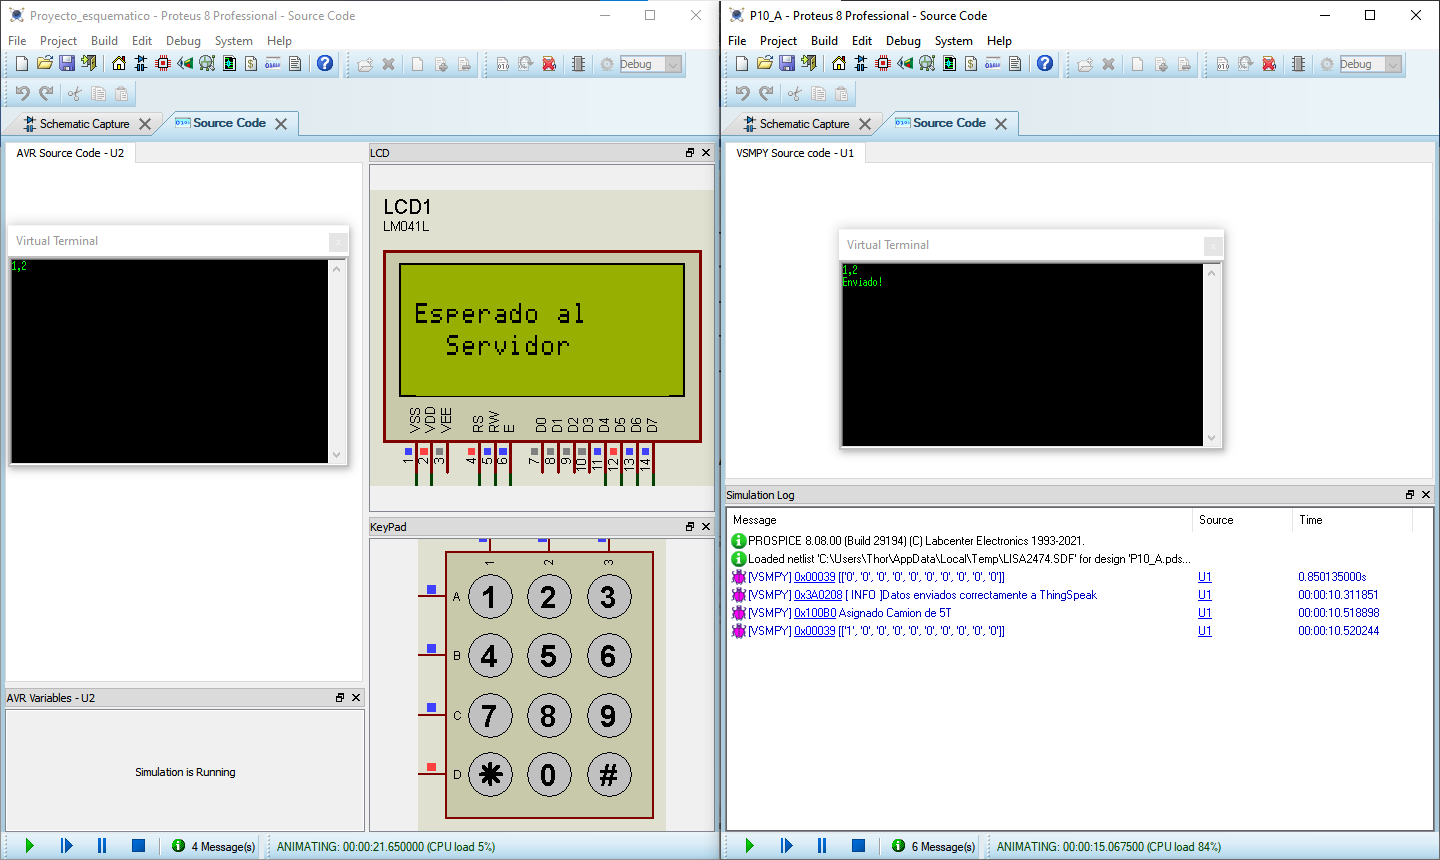 Proyecto_esquematico - Proteus 8 Professional - Source Code
File Project Build Edit Debug System Help
Debug
Schematic Capture
Source Code
AVR Source Code - U2
Virtual Terminal
1,2
AVR Variables - U2
Simulation is Running
LCD
LCD1
LM041L
Esperado al
Servidor
VSS VDD VEE RS RW E D0 D1 D2 D3 D4 D5 D6 D7
1 2 3 4 5 6 7 8 9 10 11 12 13 14
KeyPad
1 2 3
A 1 2 3
B 4 5 6
C 7 8 9
D * 0 #
4 Message(s)
ANIMATING: 00:00:21.650000 (CPU load 5%)
P10_A - Proteus 8 Professional - Source Code
File Project Build Edit Debug System Help
Debug
Schematic Capture
Source Code
VSMPY Source code - U1
Virtual Terminal
1,2
Enviado!
Simulation Log
Message Source Time
PROSPICE 8.08.00 (Build 29194) (C) Labcenter Electronics 1993-2021.
Loaded netlist 'C:\Users\Thor\AppData\Local\Temp\LISA2474.SDF' for design 'P10_A.pds...
[VSMPY] 0x00039 [['0', '0', '0', '0', '0', '0', '0', '0', '0', '0']] U1 0.850135000s
[VSMPY] 0x3A0208 [ INFO ]Datos enviados correctamente a ThingSpeak U1 00:00:10.311851
[VSMPY] 0x100B0 Asignado Camion de 5T U1 00:00:10.518898
[VSMPY] 0x00039 [['1', '0', '0', '0', '0', '0', '0', '0', '0', '0']] U1 00:00:10.520244
6 Message(s)
ANIMATING: 00:00:15.067500 (CPU load 84%)